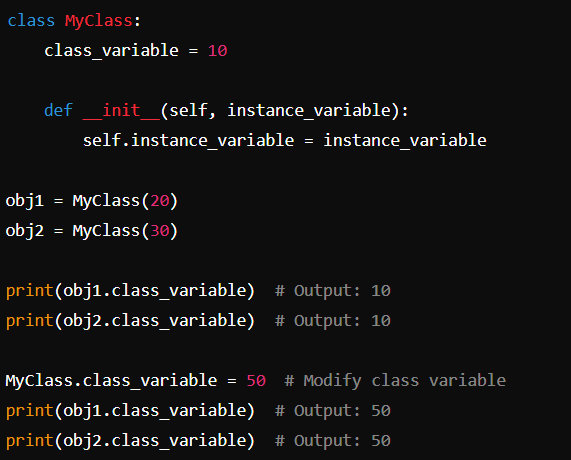 class MyClass:
    class_variable = 10

    def __init__(self, instance_variable):
        self.instance_variable = instance_variable

obj1 = MyClass(20)
obj2 = MyClass(30)

print(obj1.class_variable)  # Output: 10
print(obj2.class_variable)  # Output: 10

MyClass.class_variable = 50  # Modify class variable
print(obj1.class_variable)  # Output: 50
print(obj2.class_variable)  # Output: 50